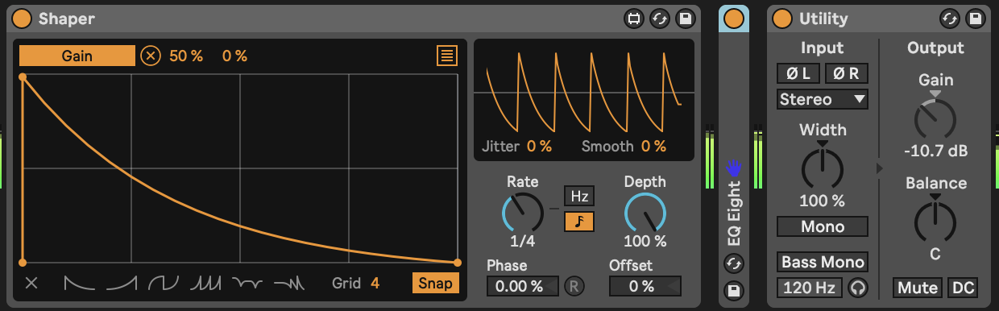 Shaper
Gain 50 % 0 %
Jitter 0 % Smooth 0 %
Rate Depth
Hz
1/4 100 %
Phase Offset
0.00 % R 0 %
Grid 4 Snap
EQ Eight
Utility
Input
Ø L Ø R
Stereo
Width
100 %
Mono
Bass Mono
120 Hz
Output
Gain
-10.7 dB
Balance
C
Mute DC